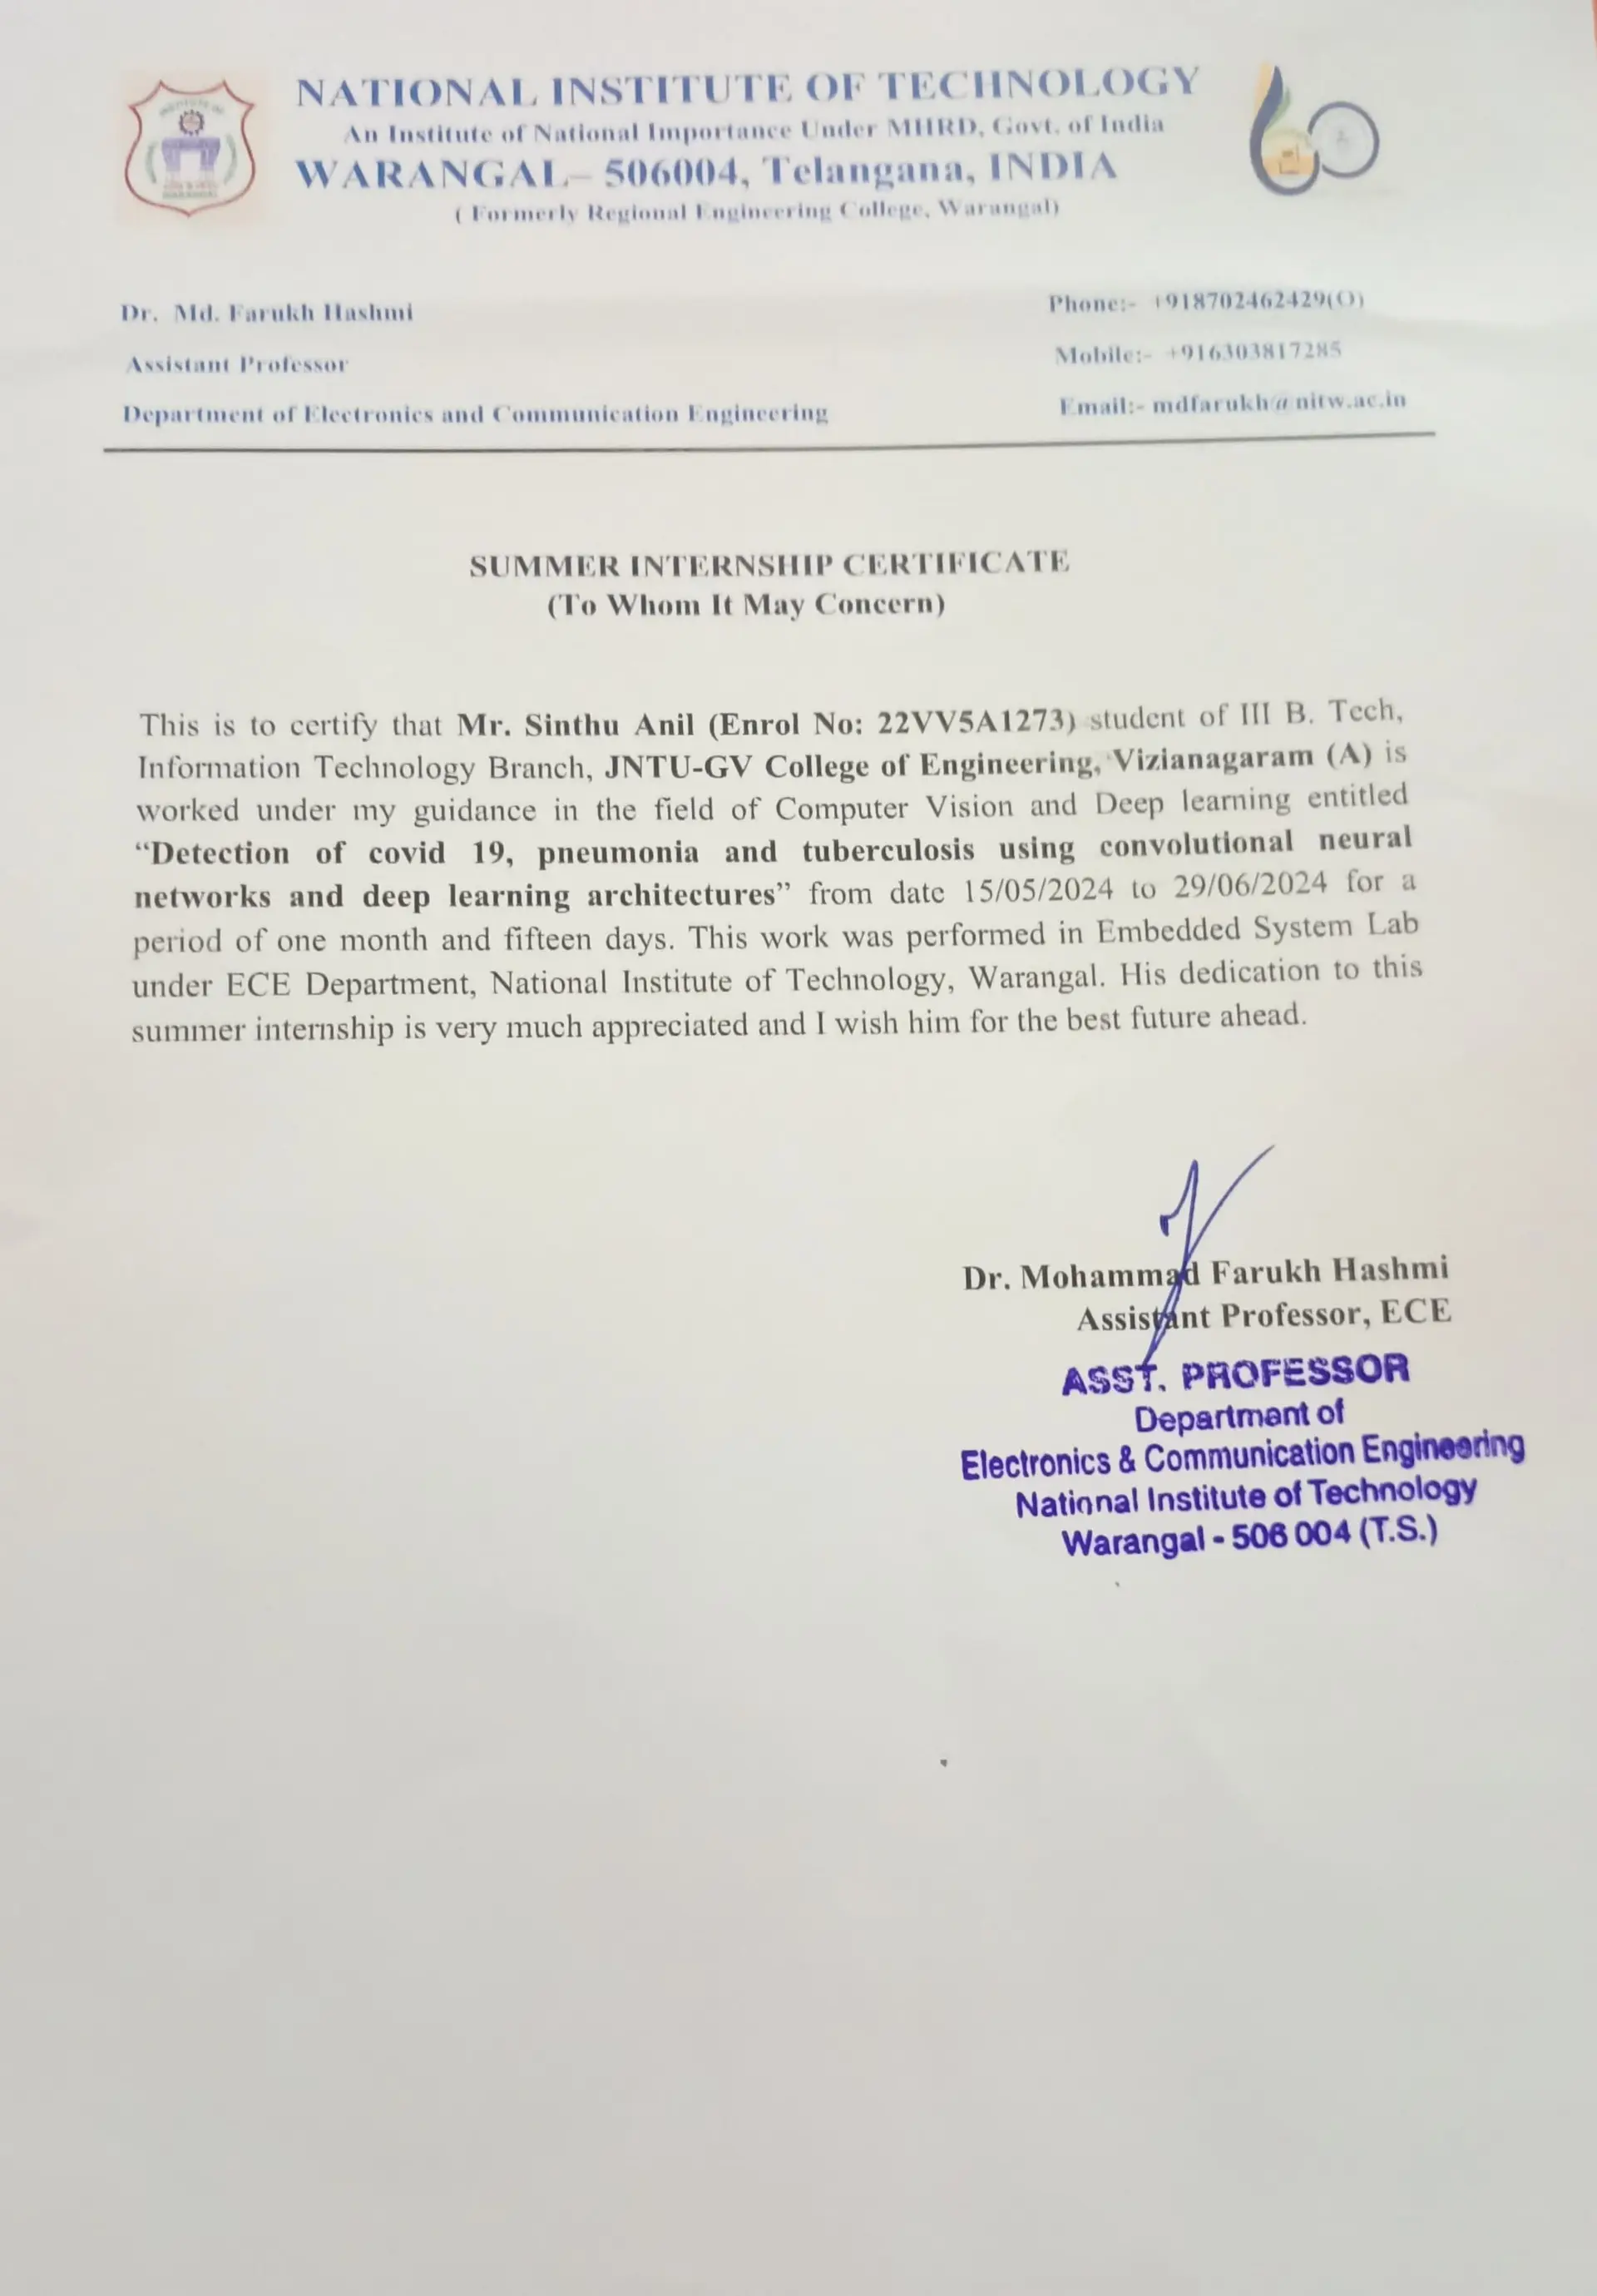 NATIONAL INSTITUTE OF TECHNOLOGY
An Institute of National Importance Under MHRD, Govt. of India
WARANGAL– 506004, Telangana, INDIA
( Formerly Regional Engineering College, Warangal)
Dr. Md. Farukh Hashmi
Phone:- +918702462429(O)
Assistant Professor
Mobile:- +916303817285
Department of Electronics and Communication Engineering
Email:- mdfarukh@nitw.ac.in
SUMMER INTERNSHIP CERTIFICATE
(To Whom It May Concern)
This is to certify that Mr. Sinthu Anil (Enrol No: 22VV5A1273) student of III B. Tech,
Information Technology Branch, JNTU-GV College of Engineering, Vizianagaram (A) is
worked under my guidance in the field of Computer Vision and Deep learning entitled
“Detection of covid 19, pneumonia and tuberculosis using convolutional neural
networks and deep learning architectures” from date 15/05/2024 to 29/06/2024 for a
period of one month and fifteen days. This work was performed in Embedded System Lab
under ECE Department, National Institute of Technology, Warangal. His dedication to this
summer internship is very much appreciated and I wish him for the best future ahead.
Dr. Mohammad Farukh Hashmi
Assistant Professor, ECE
ASST. PROFESSOR
Department of
Electronics & Communication Engineering
National Institute of Technology
Warangal - 506 004 (T.S.)